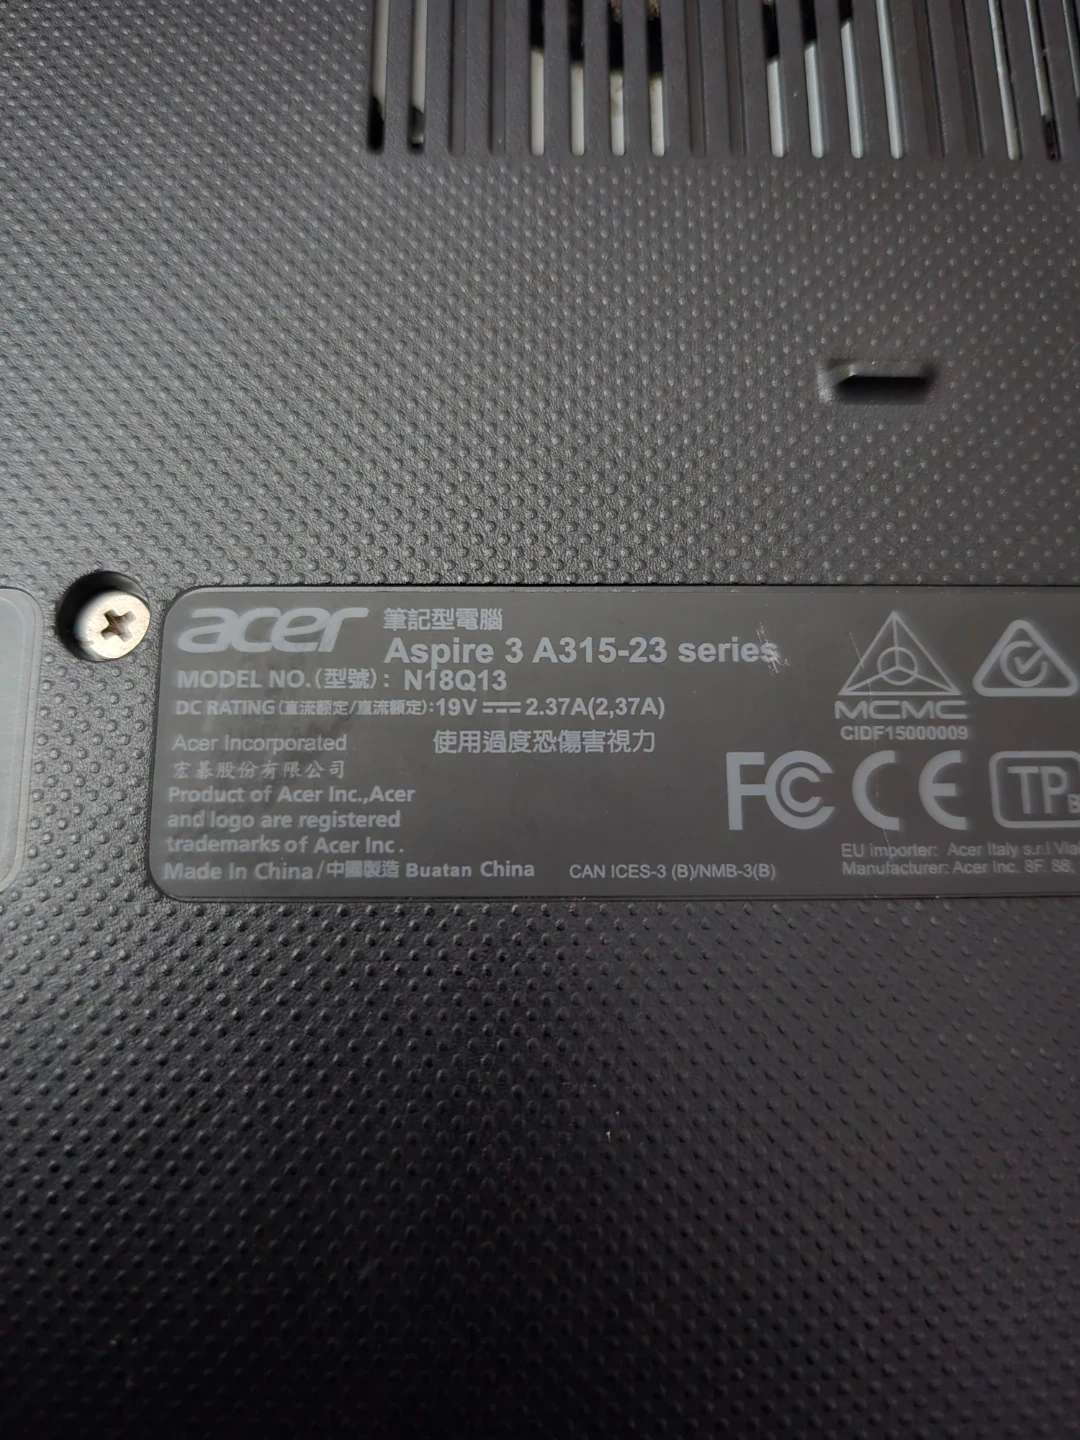 acer 筆記型電腦
Aspire 3 A315-23 series
MODEL NO.(型號): N18Q13
DC RATING(直流額定/直流額定):19V ⎓ 2.37A(2,37A)
Acer Incorporated 使用過度恐傷害視力
宏碁股份有限公司
Product of Acer Inc.,Acer
and logo are registered
trademarks of Acer Inc.
Made In China/中國製造 Buatan China
CAN ICES-3 (B)/NMB-3(B)
MCMC
CIDF15000009
FC CE TP
EU importer: Acer Italy s.r.l
Manufacturer: Acer Inc. 8F, 88,